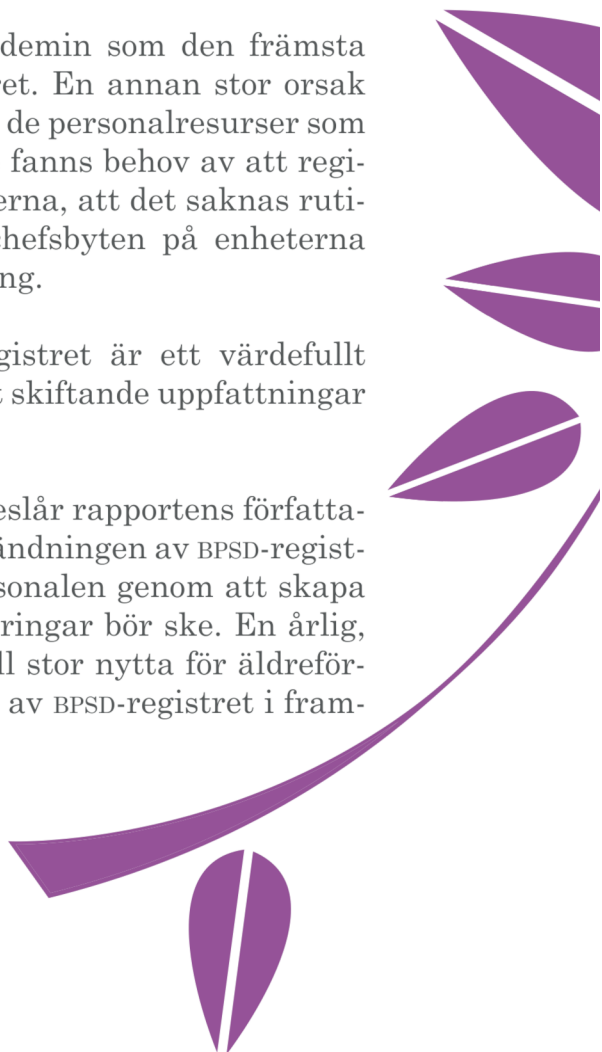 demin som den främsta
ret. En annan stor orsak
de personalresurser som
fanns behov av att regi-
erna, att det saknas ruti-
chefsbyten på enheterna
ng.
gistret är ett värdefullt
t skiftande uppfattningar
eslår rapportens författa-
ändningen av BPSD-regist-
sonalen genom att skapa
ringar bör ske. En årlig,
ll stor nytta för äldreför-
av BPSD-registret i fram-